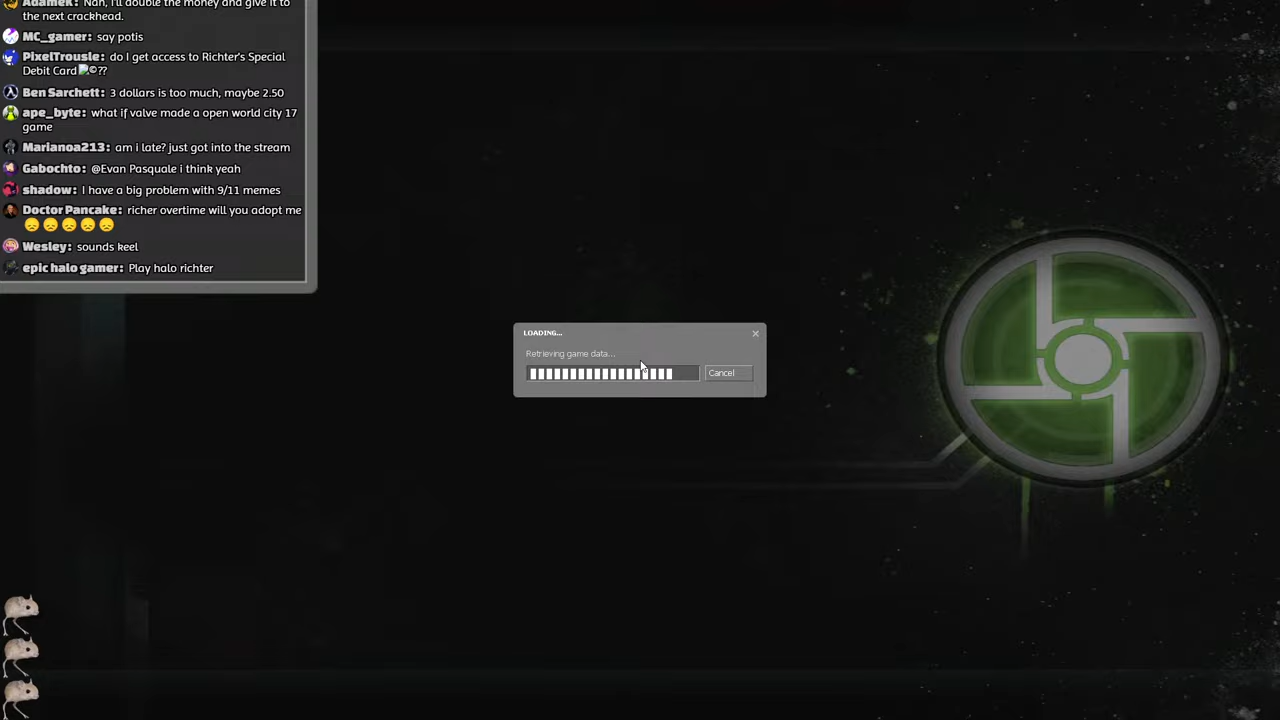 AdameK: Nah, I'll double the money and give it to
the next crackhead.
MC_gamer: say potis
PixelTrousle: do I get access to Richter's Special
Debit Card ©??
Ben Sarchett: 3 dollars is too much, maybe 2.50
ape_byte: what if valve made a open world city 17
game
Marianoa213: am i late? just got into the stream
Gabochto: @Evan Pasquale i think yeah
shadow: I have a big problem with 9/11 memes
Doctor Pancake: richer overtime will you adopt me
😞😞😞😞😞
Wesley: sounds keel
epic halo gamer: Play halo richter
LOADING...
Retrieving game data...
Cancel